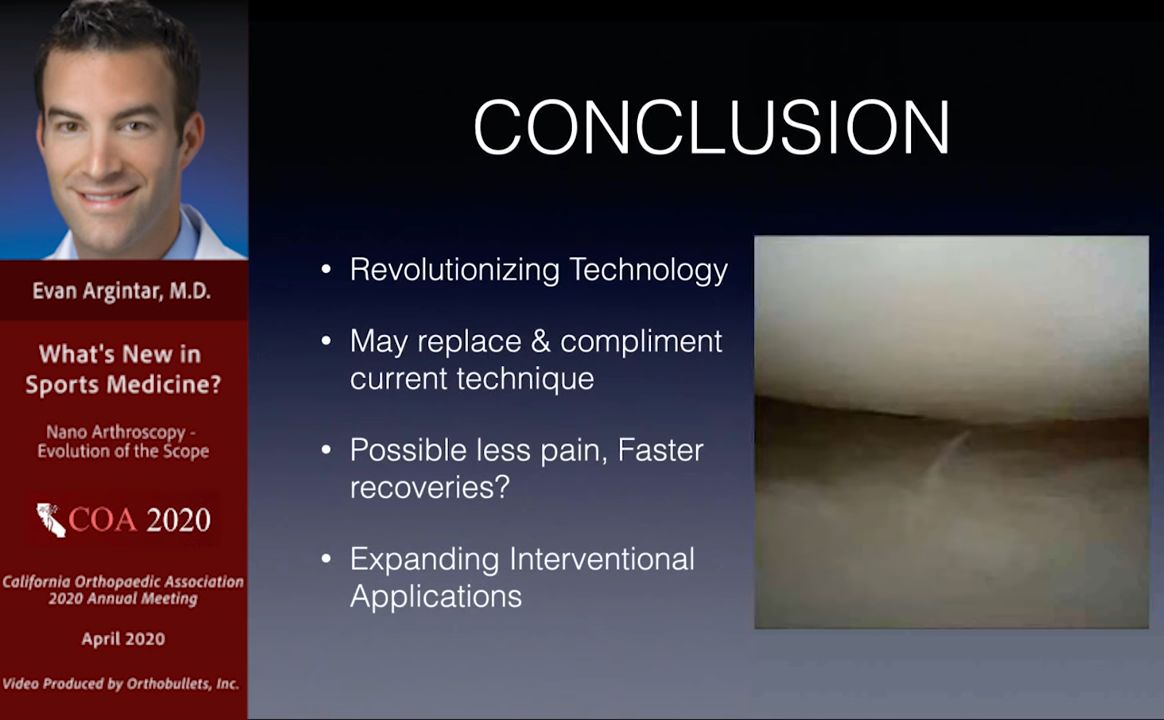 Evan Argintar, M.D.
What's New in
Sports Medicine?
Nano Arthroscopy -
Evolution of the Scope
COA 2020
California Orthopaedic Association
2020 Annual Meeting
April 2020
Video Produced by Orthobullets, Inc.
CONCLUSION
• Revolutionizing Technology
• May replace & compliment
current technique
• Possible less pain, Faster
recoveries?
• Expanding Interventional
Applications